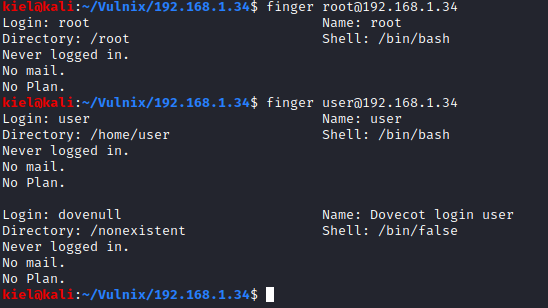 kiel@kali:~/Vulnix/192.168.1.34$ finger root@192.168.1.34
Login: root                             Name: root
Directory: /root                        Shell: /bin/bash
Never logged in.
No mail.
No Plan.
kiel@kali:~/Vulnix/192.168.1.34$ finger user@192.168.1.34
Login: user                             Name: user
Directory: /home/user                   Shell: /bin/bash
Never logged in.
No mail.
No Plan.

Login: dovenull                         Name: Dovecot login user
Directory: /nonexistent                 Shell: /bin/false
Never logged in.
No mail.
No Plan.
kiel@kali:~/Vulnix/192.168.1.34$